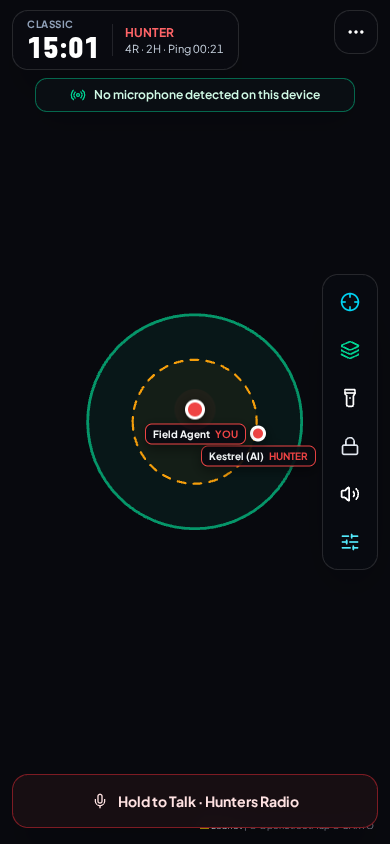 CLASSIC
15:01
HUNTER
4R · 2H · Ping 00:21
No microphone detected on this device
Field Agent YOU
Kestrel (AI) HUNTER
Hold to Talk · Hunters Radio